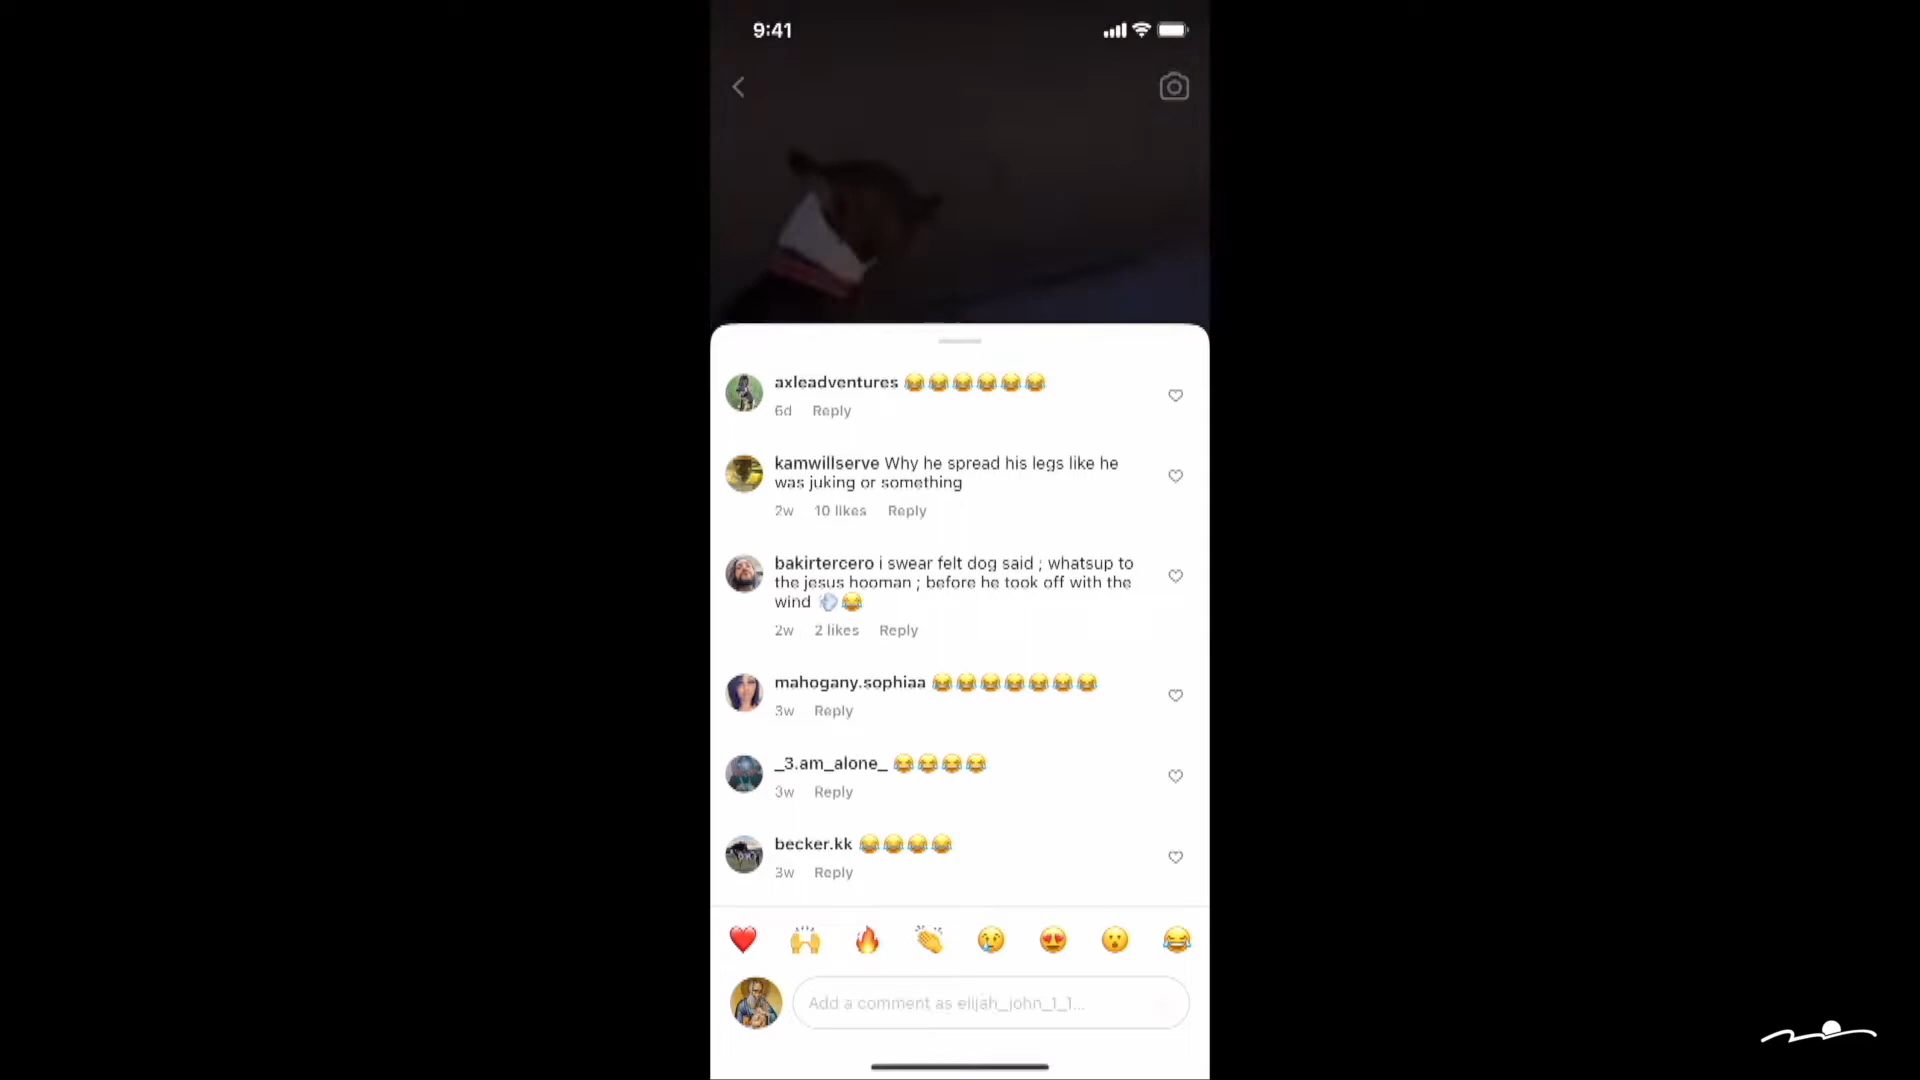 9:41
axleadventures 😂😂😂😂😂😂
6d Reply
kamwillserve Why he spread his legs like he
was juking or something
2w 10 likes Reply
bakirtercero i swear felt dog said ; whatsup to
the jesus hooman ; before he took off with the
wind 💨😂
2w 2 likes Reply
mahogany.sophiaa 😂😂😂😂😂😂😂
3w Reply
_3.am_alone_ 😂😂😂😂
3w Reply
becker.kk 😂😂😂😂
3w Reply
❤️ 🙌 🔥 👏 😢 😍 😮 😂
Add a comment as elijah_john_1_1...